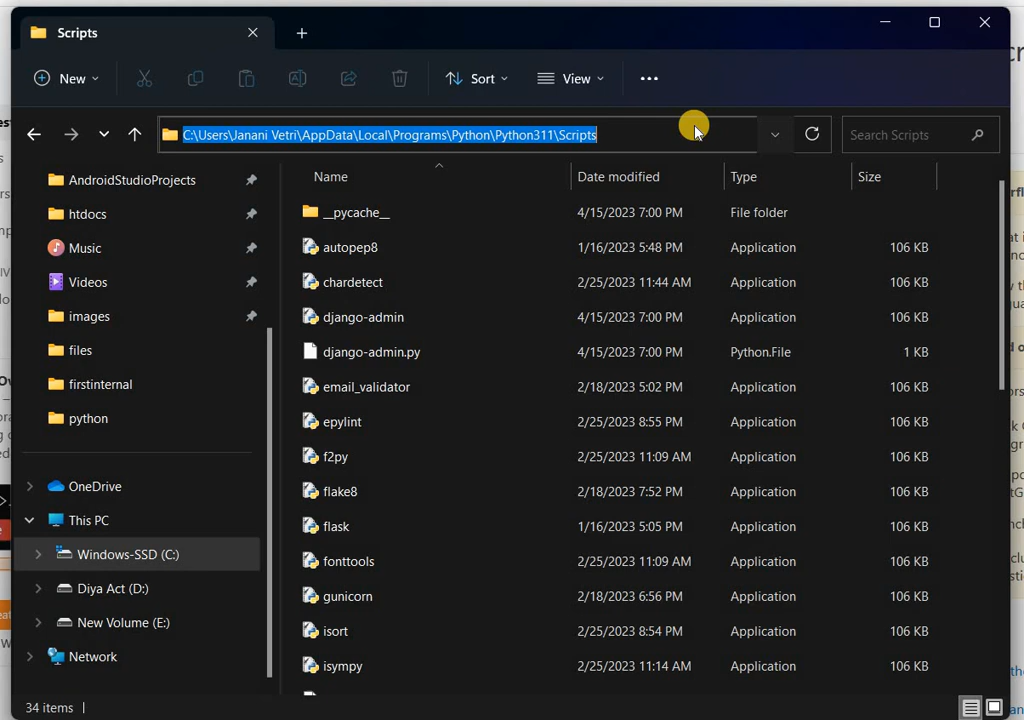 Scripts
New
Sort
View
C:\Users\Janani Vetri\AppData\Local\Programs\Python\Python311\Scripts
Search Scripts
AndroidStudioProjects
htdocs
Music
Videos
images
files
firstinternal
python
OneDrive
This PC
Windows-SSD (C:)
Diya Act (D:)
New Volume (E:)
Network
Name Date modified Type Size
__pycache__ 4/15/2023 7:00 PM File folder
autopep8 1/16/2023 5:48 PM Application 106 KB
chardetect 2/25/2023 11:44 AM Application 106 KB
django-admin 4/15/2023 7:00 PM Application 106 KB
django-admin.py 4/15/2023 7:00 PM Python.File 1 KB
email_validator 2/18/2023 5:02 PM Application 106 KB
epylint 2/25/2023 8:55 PM Application 106 KB
f2py 2/25/2023 11:09 AM Application 106 KB
flake8 2/18/2023 7:52 PM Application 106 KB
flask 1/16/2023 5:05 PM Application 106 KB
fonttools 2/25/2023 11:09 AM Application 106 KB
gunicorn 2/18/2023 6:56 PM Application 106 KB
isort 2/25/2023 8:54 PM Application 106 KB
isympy 2/25/2023 11:14 AM Application 106 KB
34 items